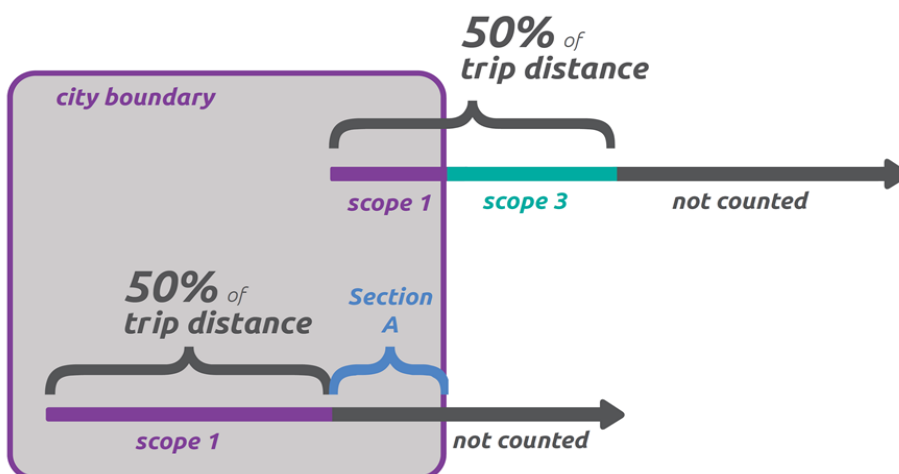 50% of
trip distance
city boundary
scope 1
scope 3
not counted
50% of
trip distance
Section
A
scope 1
not counted